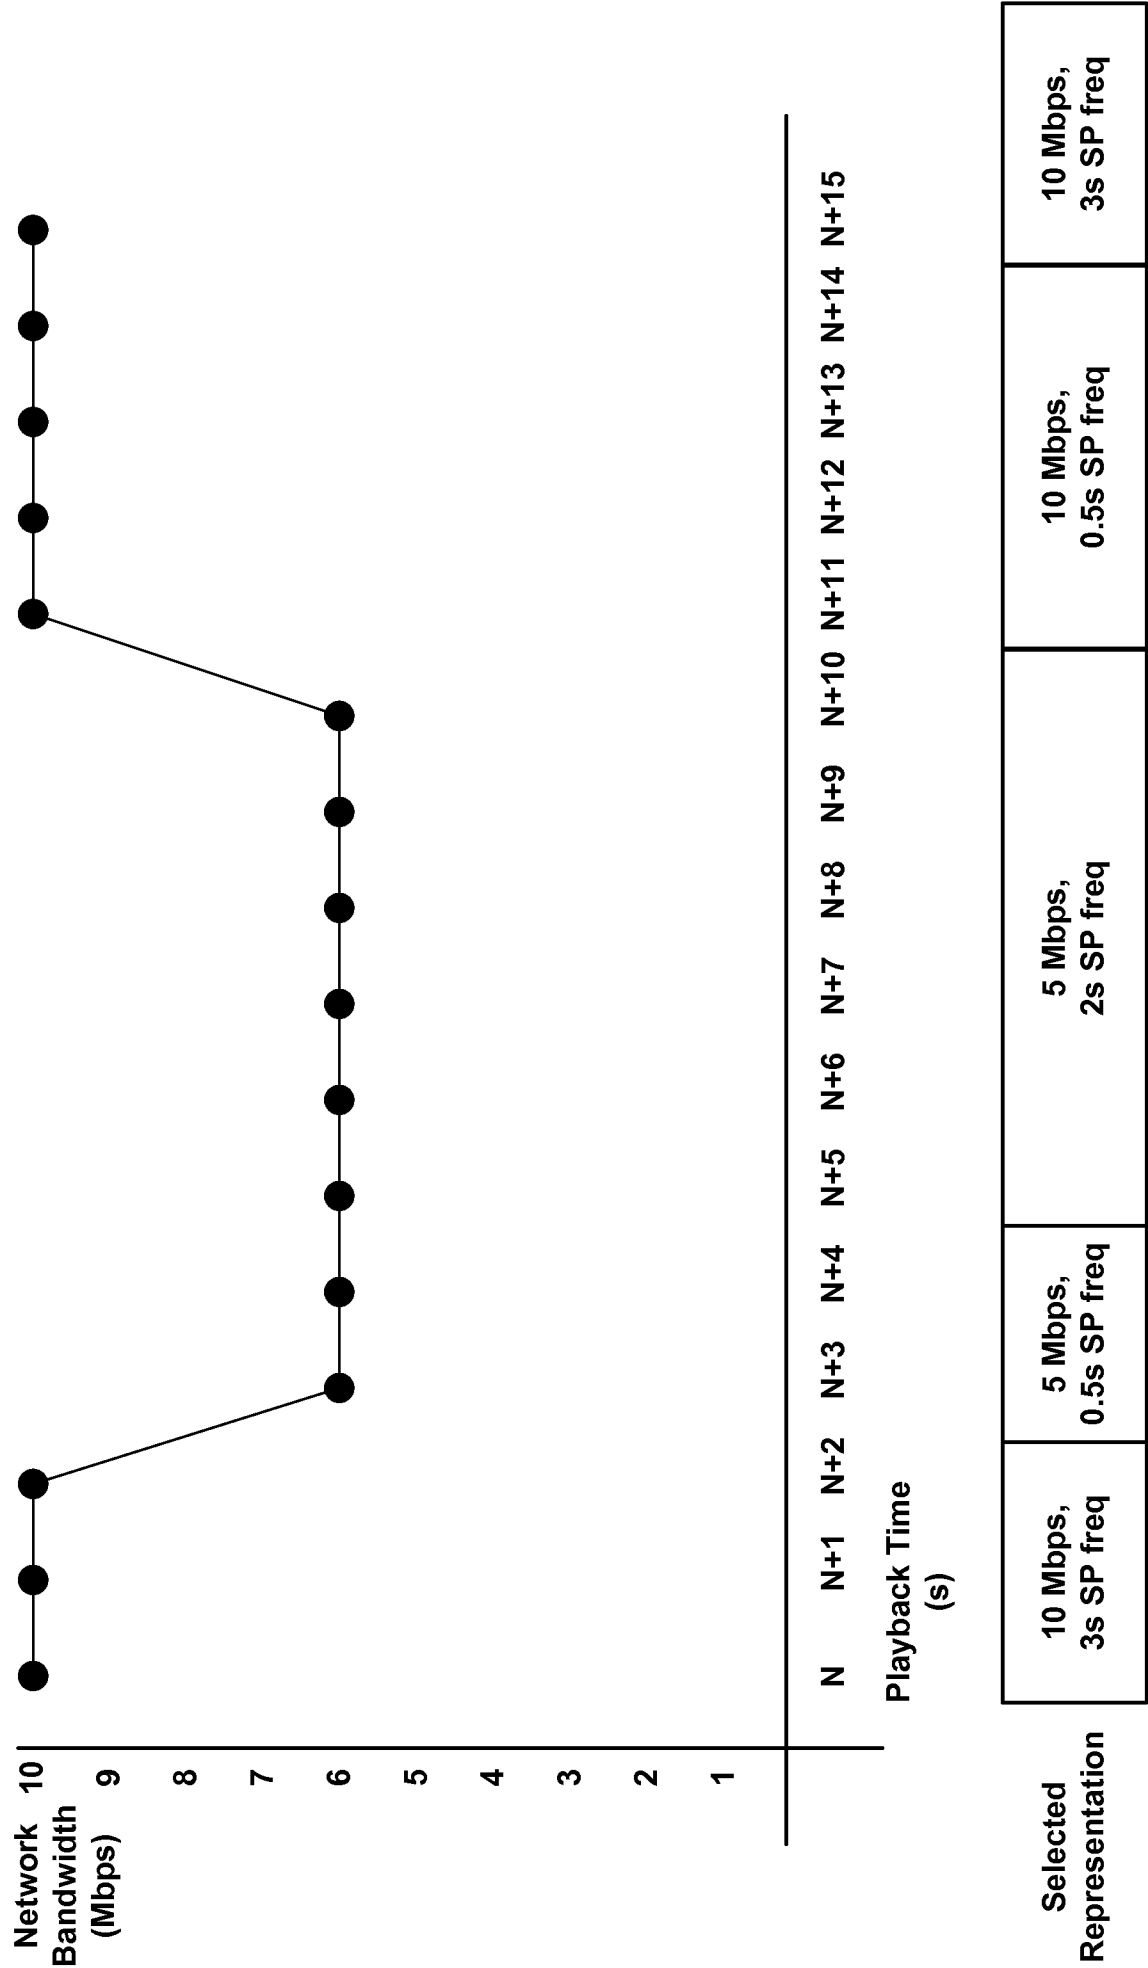 Network
Bandwidth
(Mbps)
10
9
8
7
6
5
4
3
2
1
N N+1 N+2 N+3 N+4 N+5 N+6 N+7 N+8 N+9 N+10 N+11 N+12 N+13 N+14 N+15
Playback Time
(s)
Selected
Representation
10 Mbps,
3s SP freq
5 Mbps,
0.5s SP freq
5 Mbps,
2s SP freq
10 Mbps,
0.5s SP freq
10 Mbps,
3s SP freq